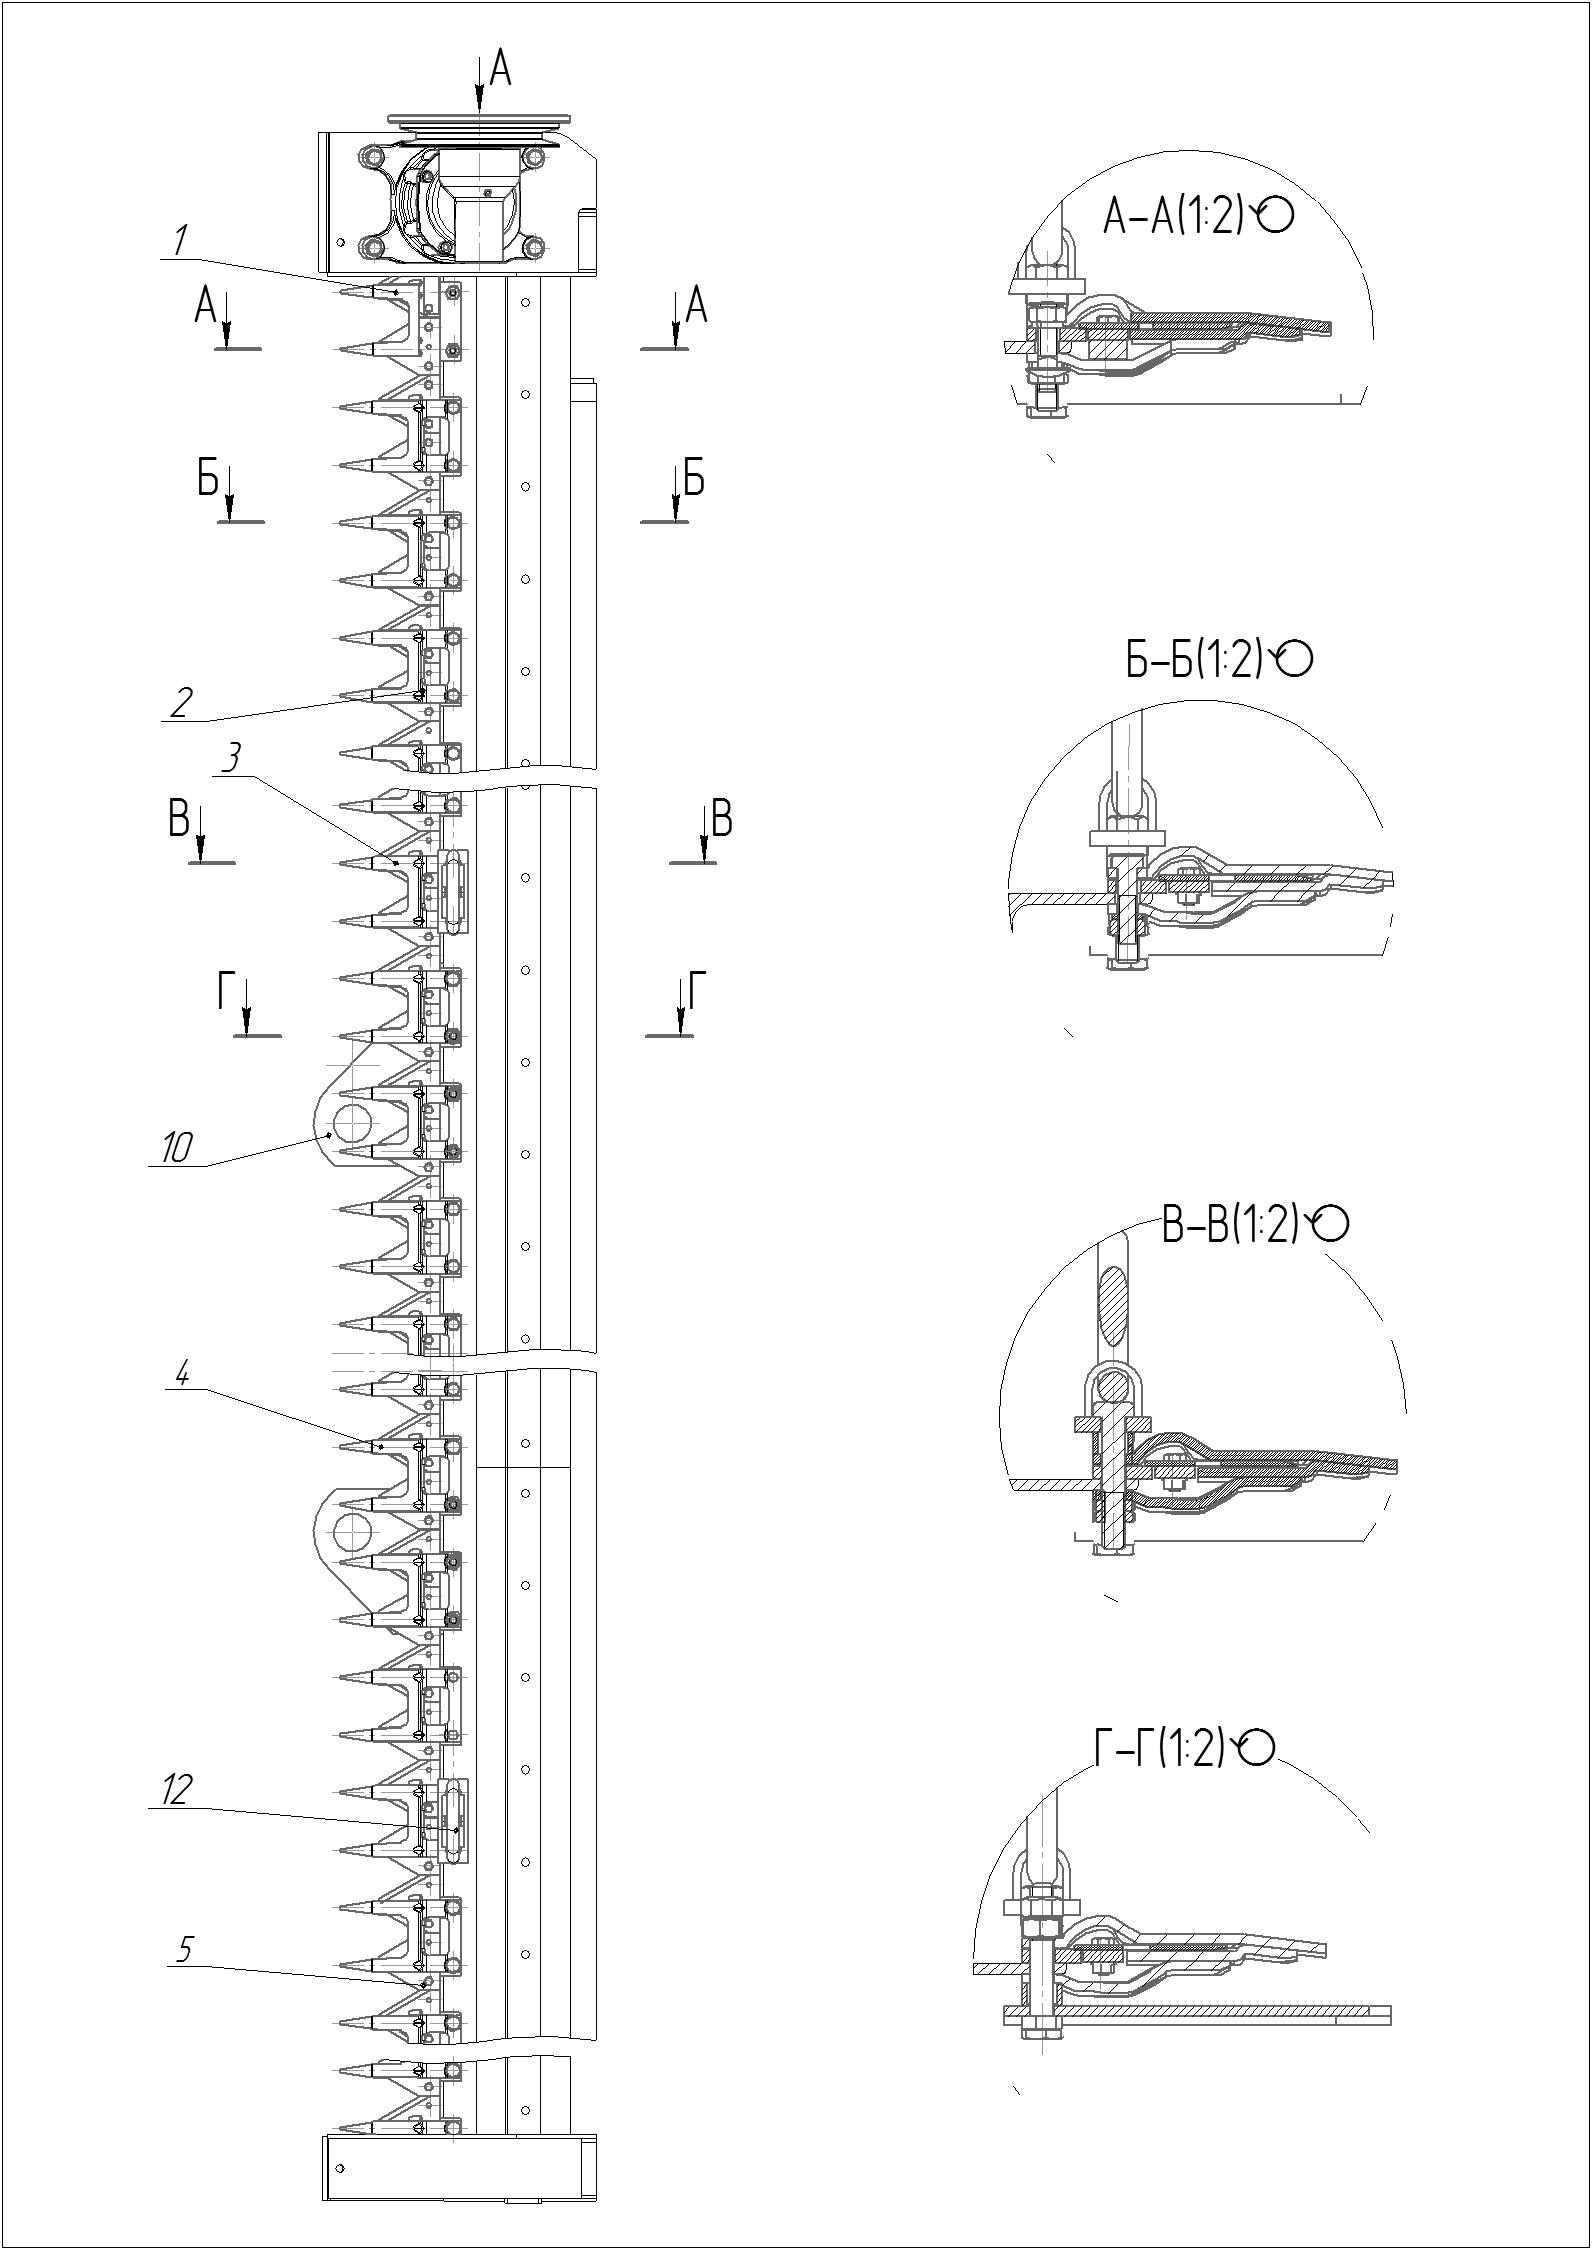 А
А-А(1:2)
1
А А
Б Б
Б-Б(1:2)
2
3
В В
Г Г
10
В-В(1:2)
4
Г-Г(1:2)
12
5